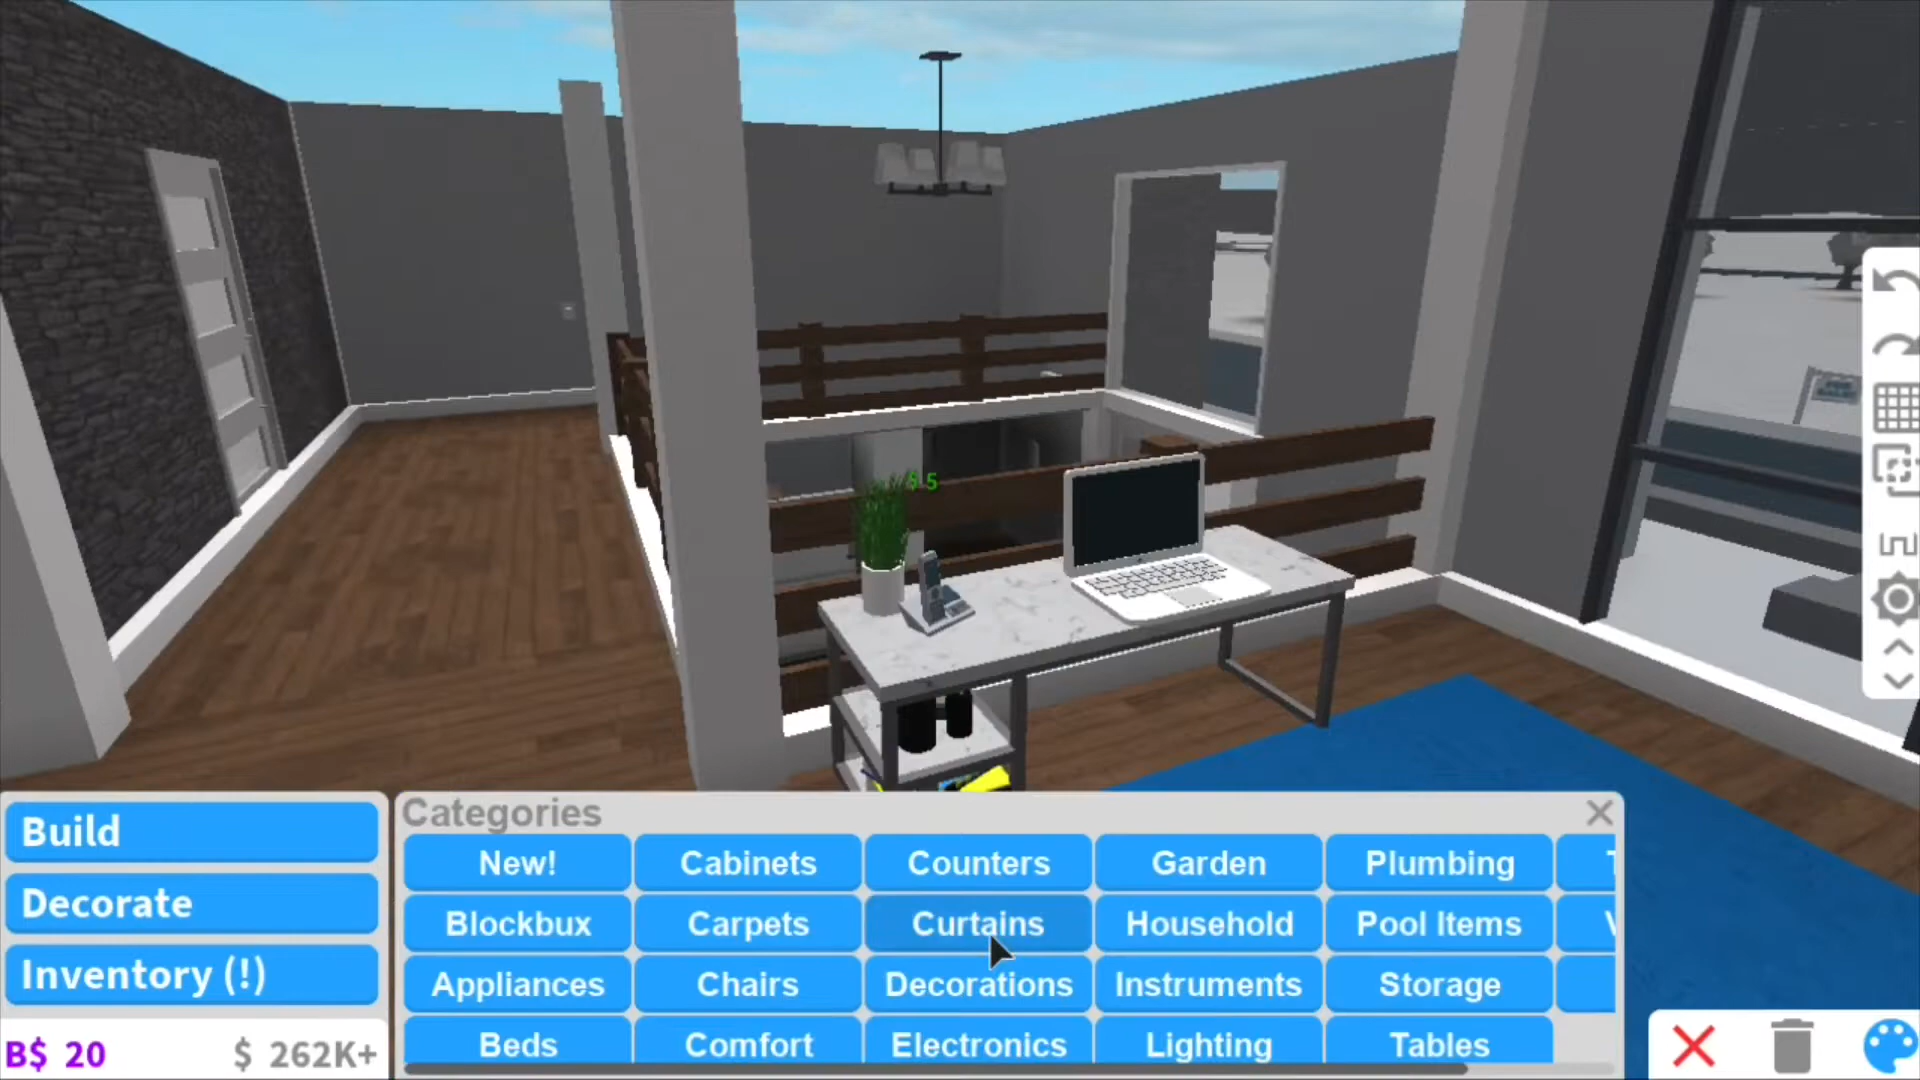 $ 5
Build
Decorate
Inventory (!)
B$ 20
$ 262K+
Categories
New!
Cabinets
Counters
Garden
Plumbing
Blockbux
Carpets
Curtains
Household
Pool Items
Appliances
Chairs
Decorations
Instruments
Storage
Beds
Comfort
Electronics
Lighting
Tables